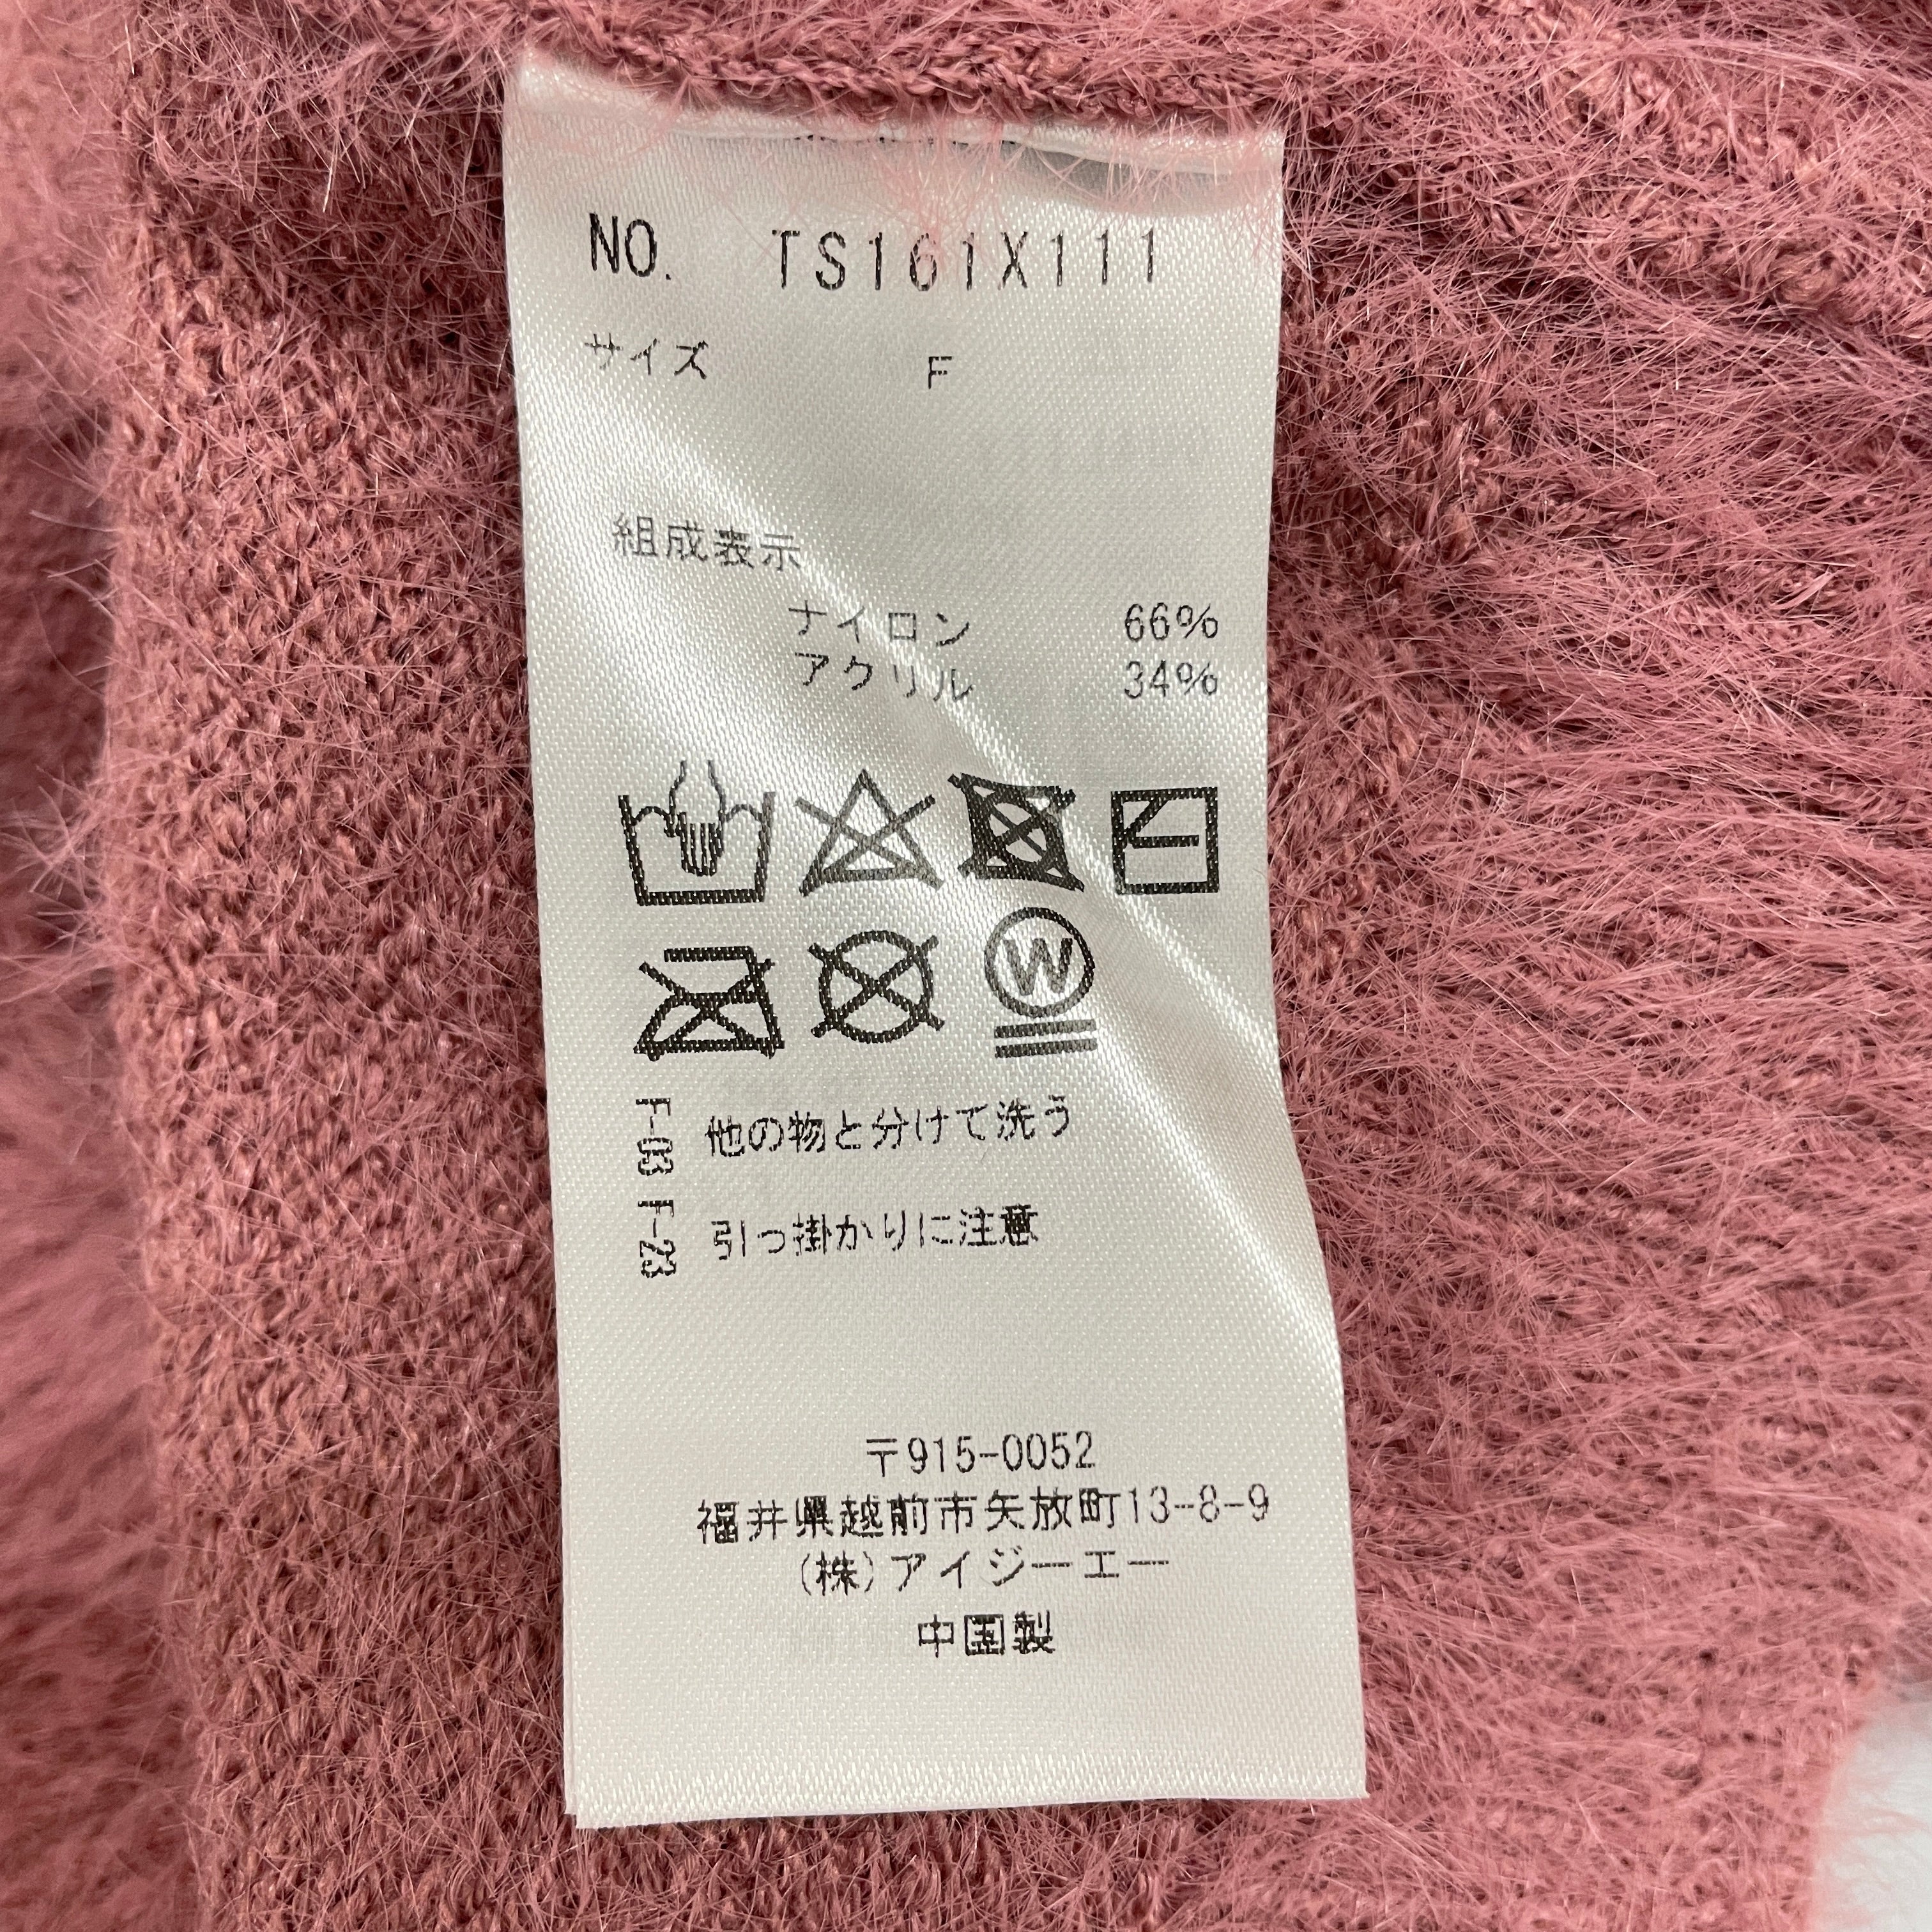 NO. TS161X111
サイズ F
組成表示
ナイロン 66%
アクリル 34%
W
F-03 他の物と分けて洗う
F-23 引っ掛かりに注意
〒915-0052
福井県越前市矢放町13-8-9
(株)アイジーエー
中国製